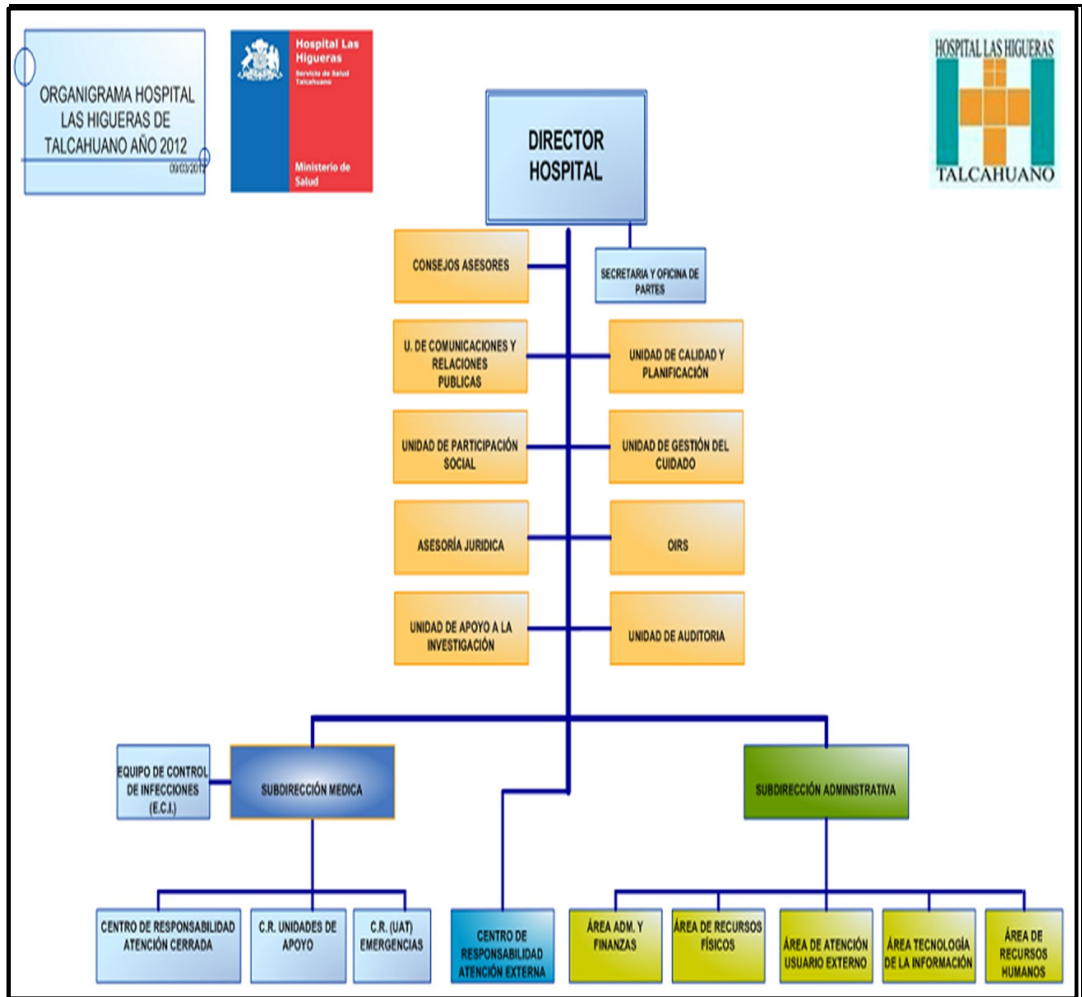 ORGANIGRAMA HOSPITAL
LAS HIGUERAS DE
TALCAHUANO AÑO 2012
09/03/2012
Hospital Las
Higueras
Servicio de Salud
Talcahuano
Ministerio de
Salud
HOSPITAL LAS HIGUERAS
TALCAHUANO
DIRECTOR
HOSPITAL
CONSEJOS ASESORES
SECRETARIA Y OFICINA DE
PARTES
U. DE COMUNICACIONES Y
RELACIONES
PUBLICAS
UNIDAD DE CALIDAD Y
PLANIFICACIÓN
UNIDAD DE PARTICIPACIÓN
SOCIAL
UNIDAD DE GESTIÓN DEL
CUIDADO
ASESORÍA JURIDICA
OIRS
UNIDAD DE APOYO A LA
INVESTIGACIÓN
UNIDAD DE AUDITORIA
EQUIPO DE CONTROL
DE INFECCIONES
(E.C.I.)
SUBDIRECCIÓN MEDICA
SUBDIRECCIÓN ADMINISTRATIVA
CENTRO DE RESPONSABILIDAD
ATENCIÓN CERRADA
C.R. UNIDADES DE
APOYO
C.R. (UAT)
EMERGENCIAS
CENTRO DE
RESPONSABILIDAD
ATENCIÓN EXTERNA
ÁREA ADM. Y
FINANZAS
ÁREA DE RECURSOS
FÍSICOS
ÁREA DE ATENCIÓN
USUARIO EXTERNO
ÁREA TECNOLOGÍA
DE LA INFORMACIÓN
ÁREA DE
RECURSOS
HUMANOS